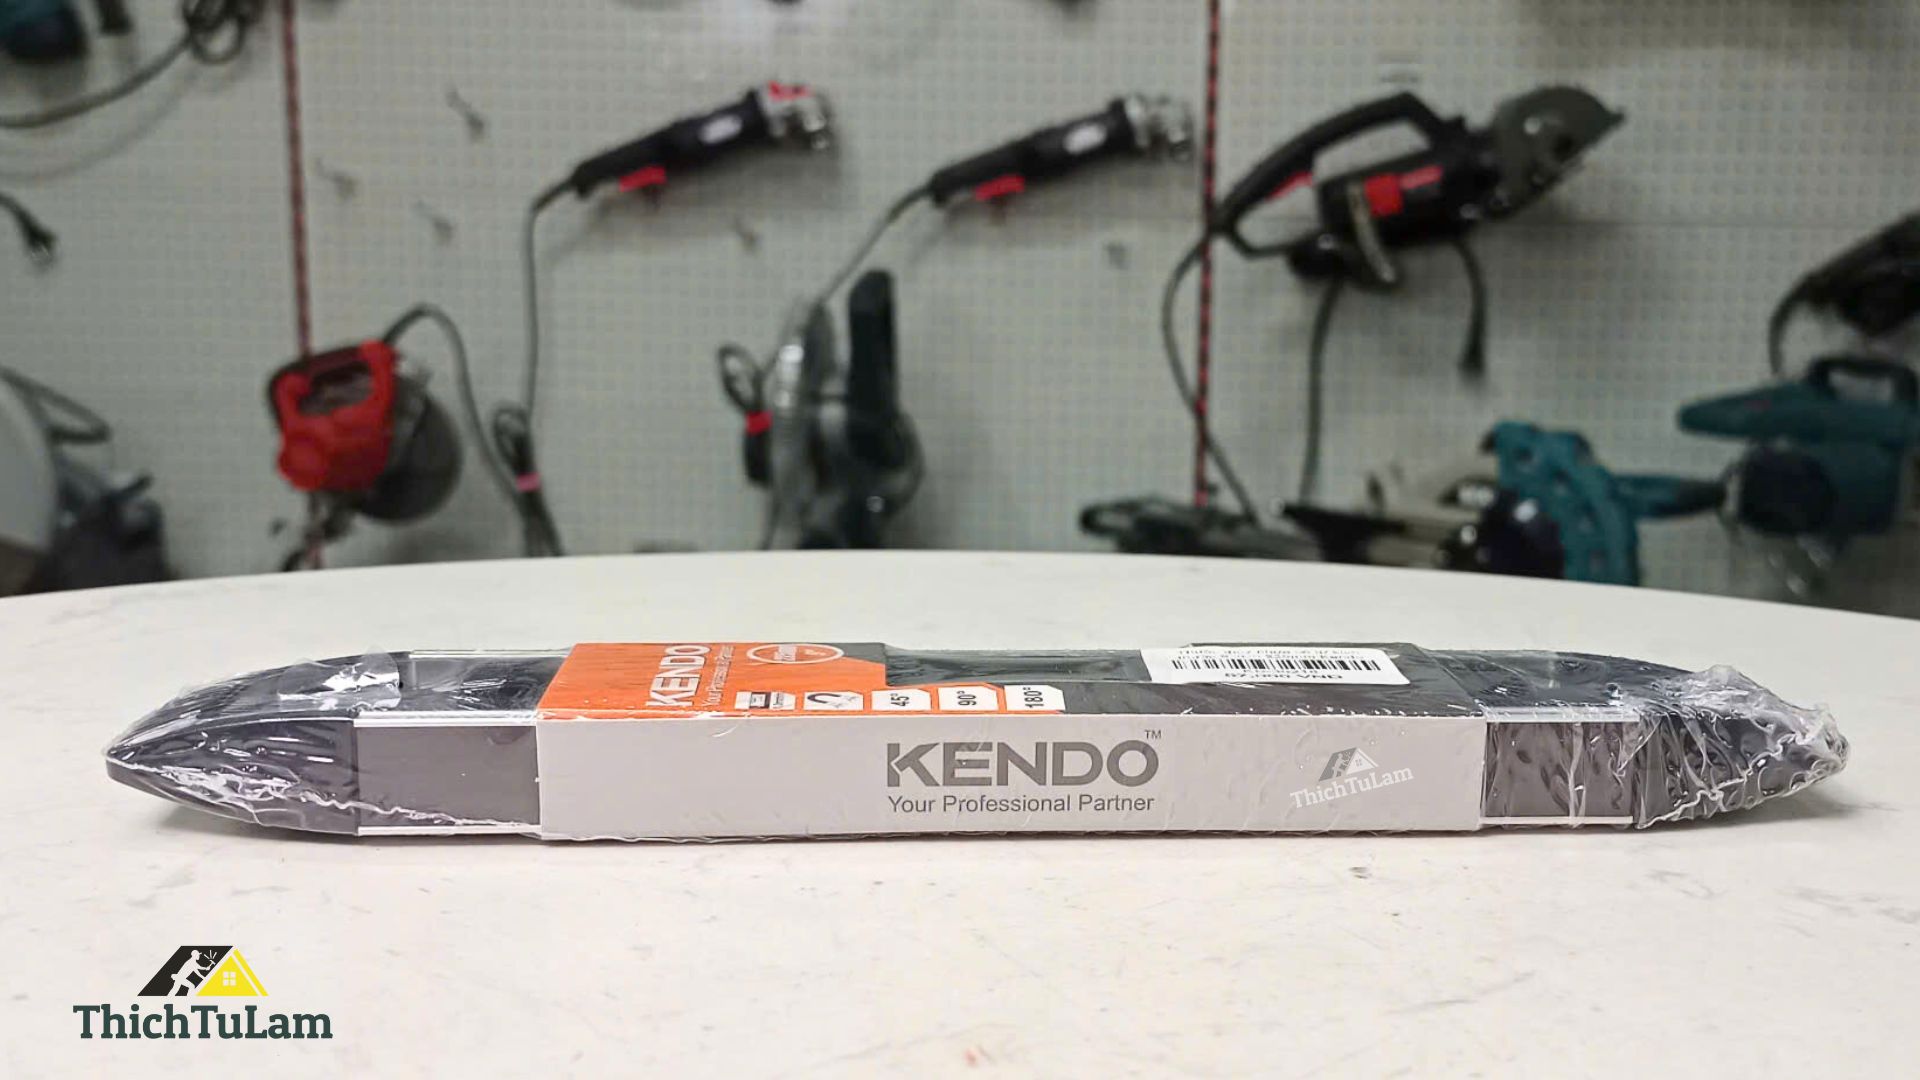 KENDO
Your Professional Partner
45°
90°
180°
KENDO™
Your Professional Partner
ThichTuLam
ThichTuLam